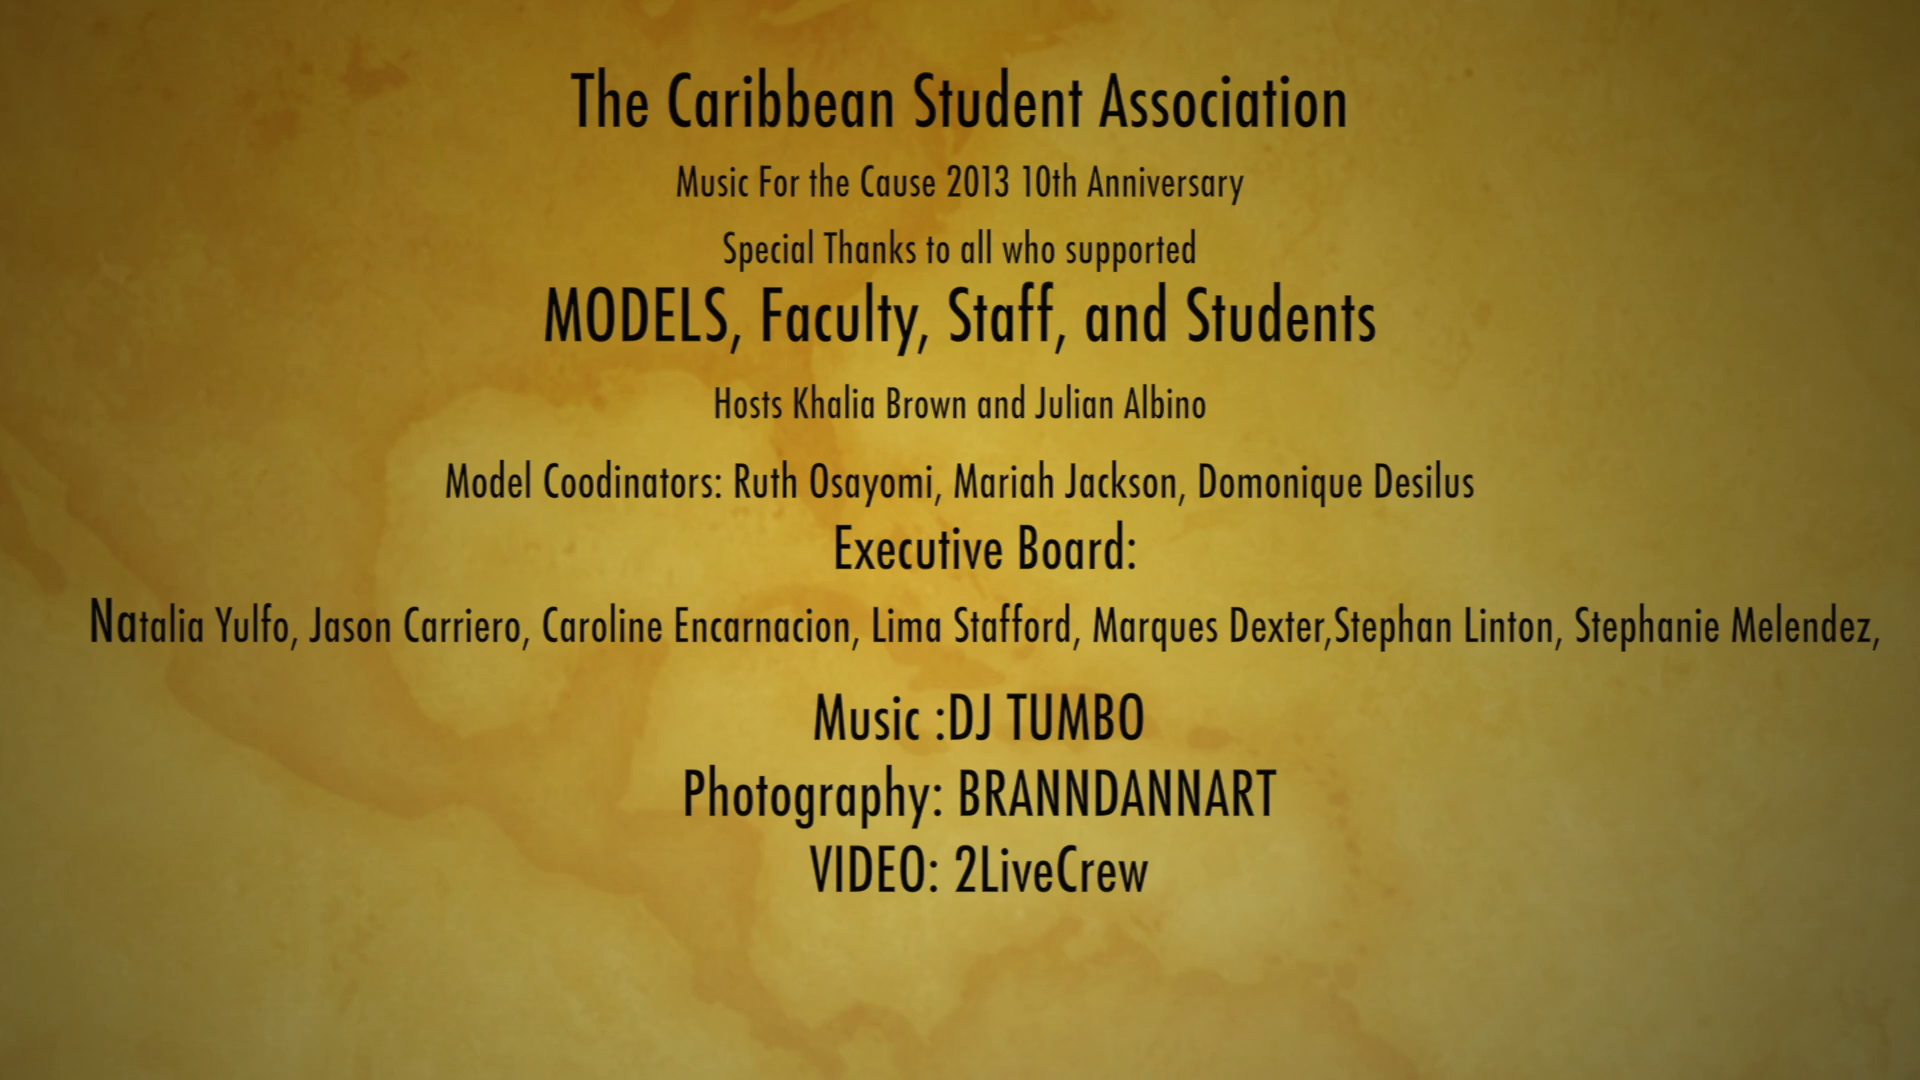 The Caribbean Student Association
Music For the Cause 2013 10th Anniversary
Special Thanks to all who supported
MODELS, Faculty, Staff, and Students
Hosts Khalia Brown and Julian Albino
Model Coodinators: Ruth Osayomi, Mariah Jackson, Domonique Desilus
Executive Board:
Natalia Yulfo, Jason Carriero, Caroline Encarnacion, Lima Stafford, Marques Dexter,Stephan Linton, Stephanie Melendez,
Music :DJ TUMBO
Photography: BRANNDANNART
VIDEO: 2LiveCrew